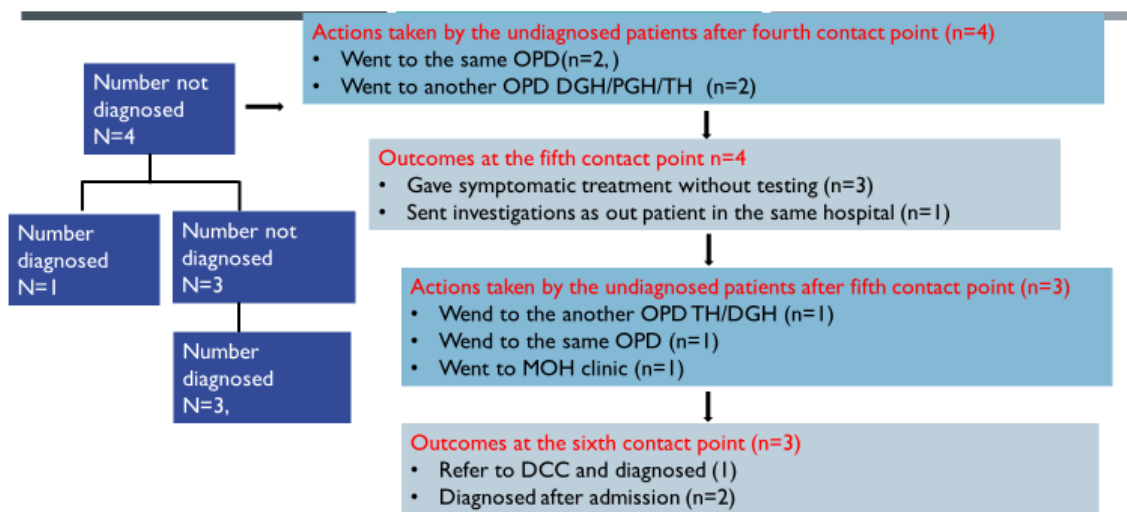 Number not
diagnosed
N=4
Number
diagnosed
N=1
Number not
diagnosed
N=3
Number
diagnosed
N=3,
Actions taken by the undiagnosed patients after fourth contact point (n=4)
• Went to the same OPD(n=2, )
• Went to another OPD DGH/PGH/TH (n=2)
Outcomes at the fifth contact point n=4
• Gave symptomatic treatment without testing (n=3)
• Sent investigations as out patient in the same hospital (n=1)
Actions taken by the undiagnosed patients after fifth contact point (n=3)
• Wend to the another OPD TH/DGH (n=1)
• Wend to the same OPD (n=1)
• Went to MOH clinic (n=1)
Outcomes at the sixth contact point (n=3)
• Refer to DCC and diagnosed (1)
• Diagnosed after admission (n=2)